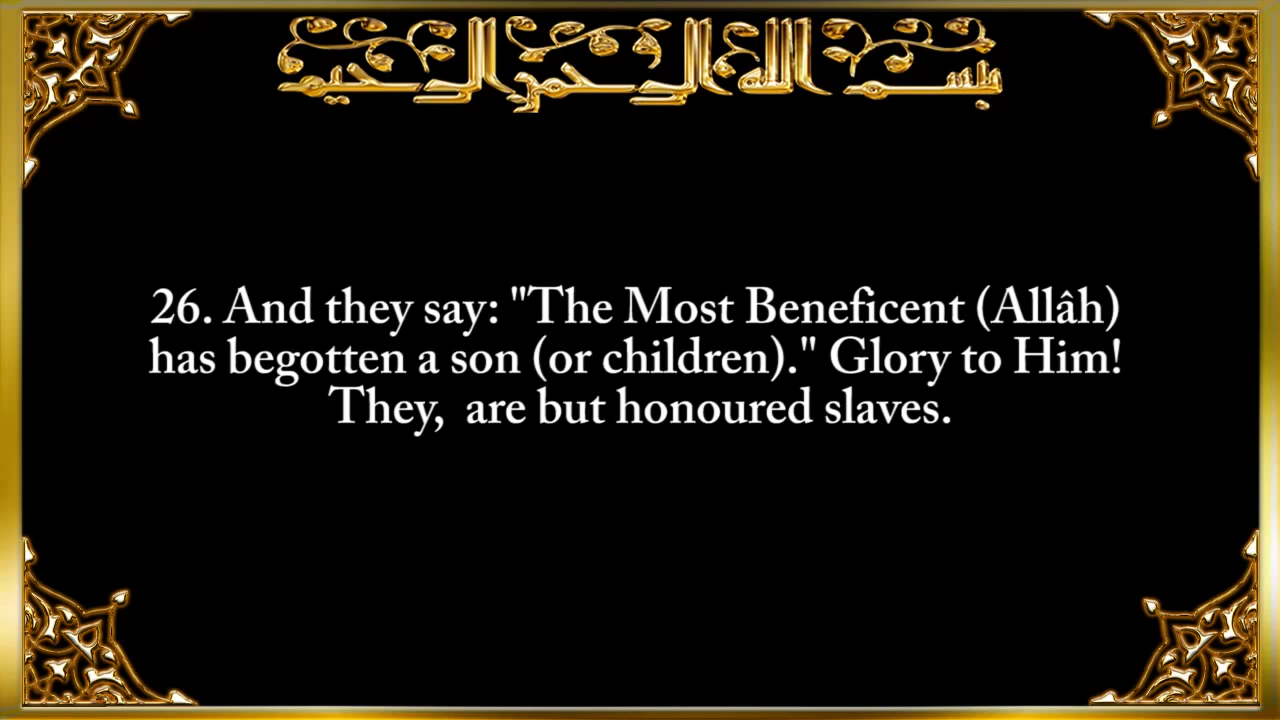 بسم الله الرحمن الرحيم
26. And they say: "The Most Beneficent (Allâh)
has begotten a son (or children)." Glory to Him!
They,  are but honoured slaves.